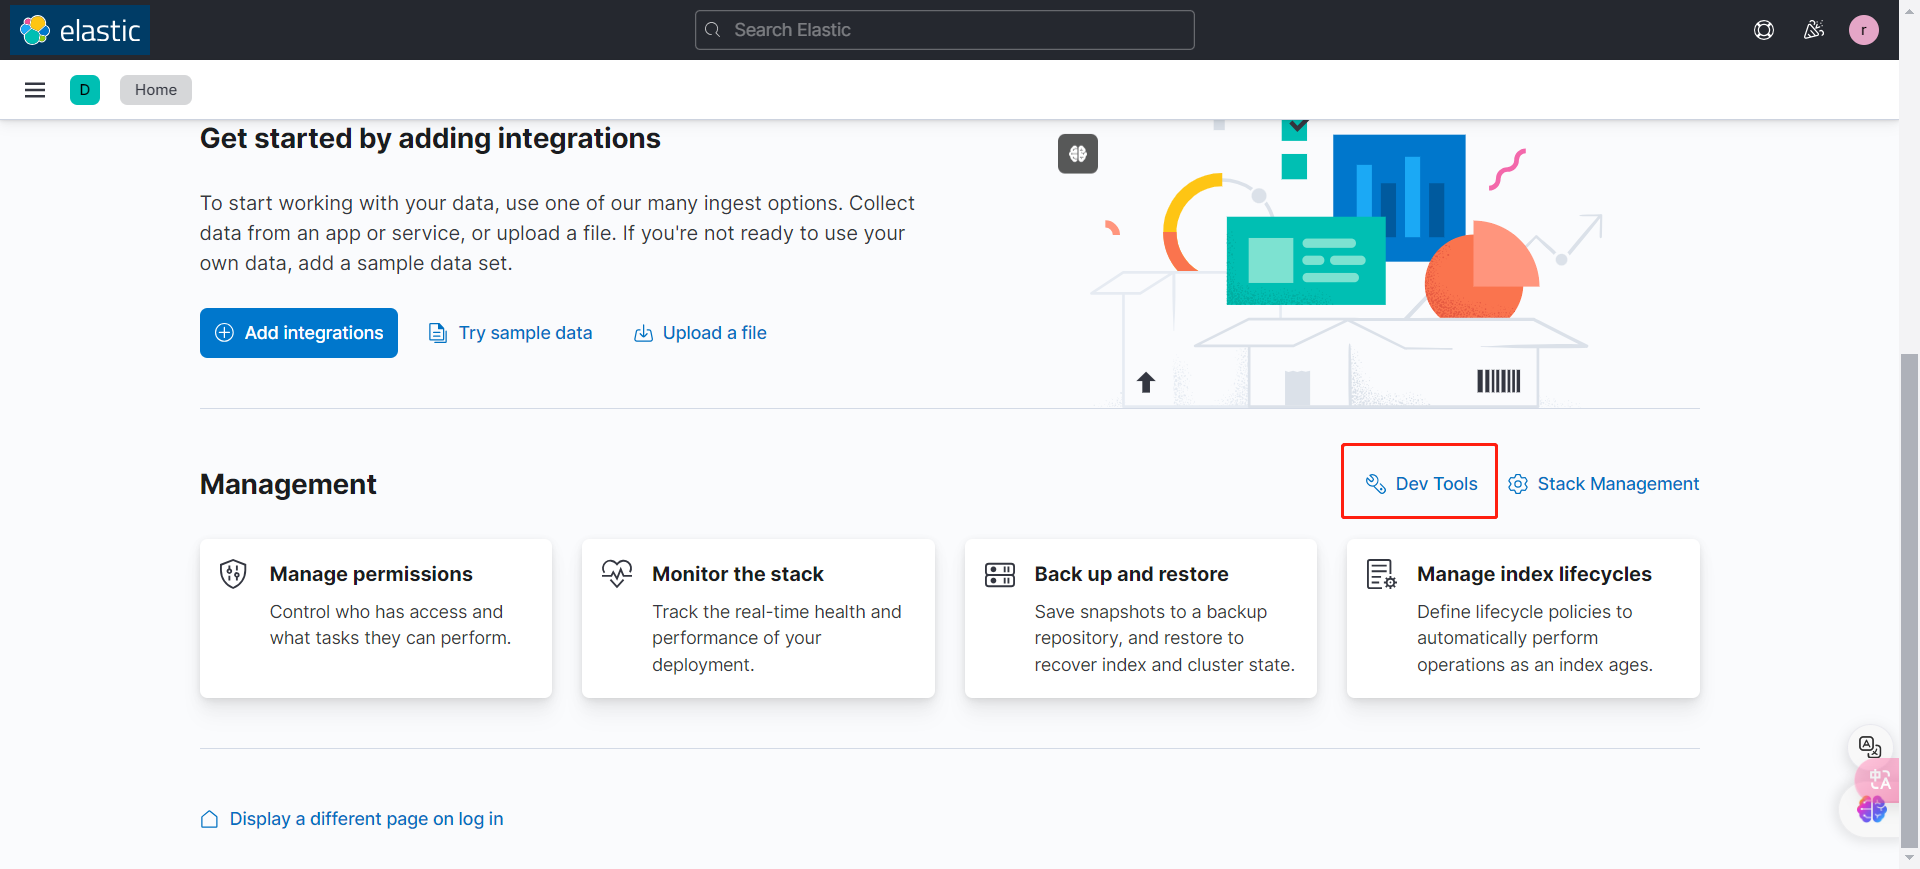 elastic
Search Elastic
r
D
Home
Get started by adding integrations
To start working with your data, use one of our many ingest options. Collect
data from an app or service, or upload a file. If you're not ready to use your
own data, add a sample data set.
Add integrations
Try sample data
Upload a file
Management
Dev Tools
Stack Management
Manage permissions
Control who has access and
what tasks they can perform.
Monitor the stack
Track the real-time health and
performance of your
deployment.
Back up and restore
Save snapshots to a backup
repository, and restore to
recover index and cluster state.
Manage index lifecycles
Define lifecycle policies to
automatically perform
operations as an index ages.
A
中
A
Display a different page on log in